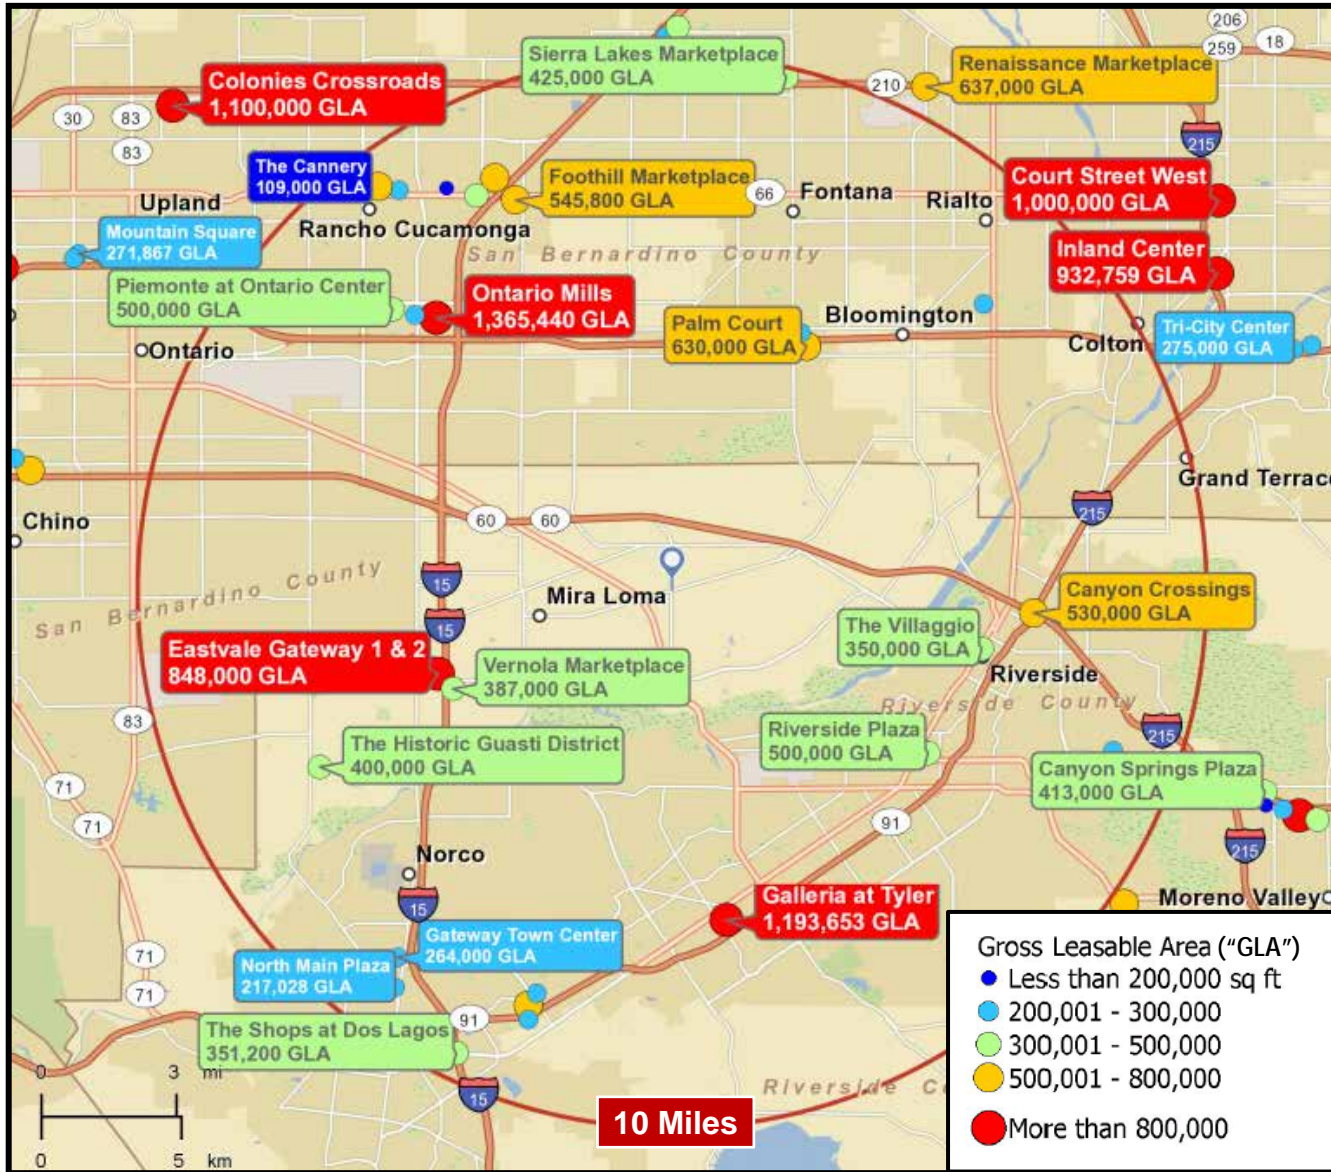 206
259
18
Sierra Lakes Marketplace
425,000 GLA
Renaissance Marketplace
637,000 GLA
210
Colonies Crossroads
1,100,000 GLA
30
83
83
215
The Cannery
109,000 GLA
Foothill Marketplace
545,800 GLA
66
Fontana
Rialto
Court Street West
1,000,000 GLA
Upland
Rancho Cucamonga
Mountain Square
271,867 GLA
San Bernardino County
Inland Center
932,759 GLA
Piemonte at Ontario Center
500,000 GLA
Ontario Mills
1,365,440 GLA
Palm Court
630,000 GLA
Bloomington
Colton
Tri-City Center
275,000 GLA
Ontario
Grand Terrace
Chino
60
60
215
15
San Bernardino County
Mira Loma
15
Canyon Crossings
530,000 GLA
The Villaggio
350,000 GLA
Eastvale Gateway 1 & 2
848,000 GLA
Vernola Marketplace
387,000 GLA
Riverside
Riverside County
83
The Historic Guasti District
400,000 GLA
Riverside Plaza
500,000 GLA
215
Canyon Springs Plaza
413,000 GLA
71
71
91
215
Norco
15
Galleria at Tyler
1,193,653 GLA
Moreno Valley
Gateway Town Center
264,000 GLA
North Main Plaza
217,028 GLA
71
71
The Shops at Dos Lagos
351,200 GLA
91
15
0 3 mi
0 5 km
Riverside Co
10 Miles
Gross Leasable Area ("GLA")
Less than 200,000 sq ft
200,001 - 300,000
300,001 - 500,000
500,001 - 800,000
More than 800,000